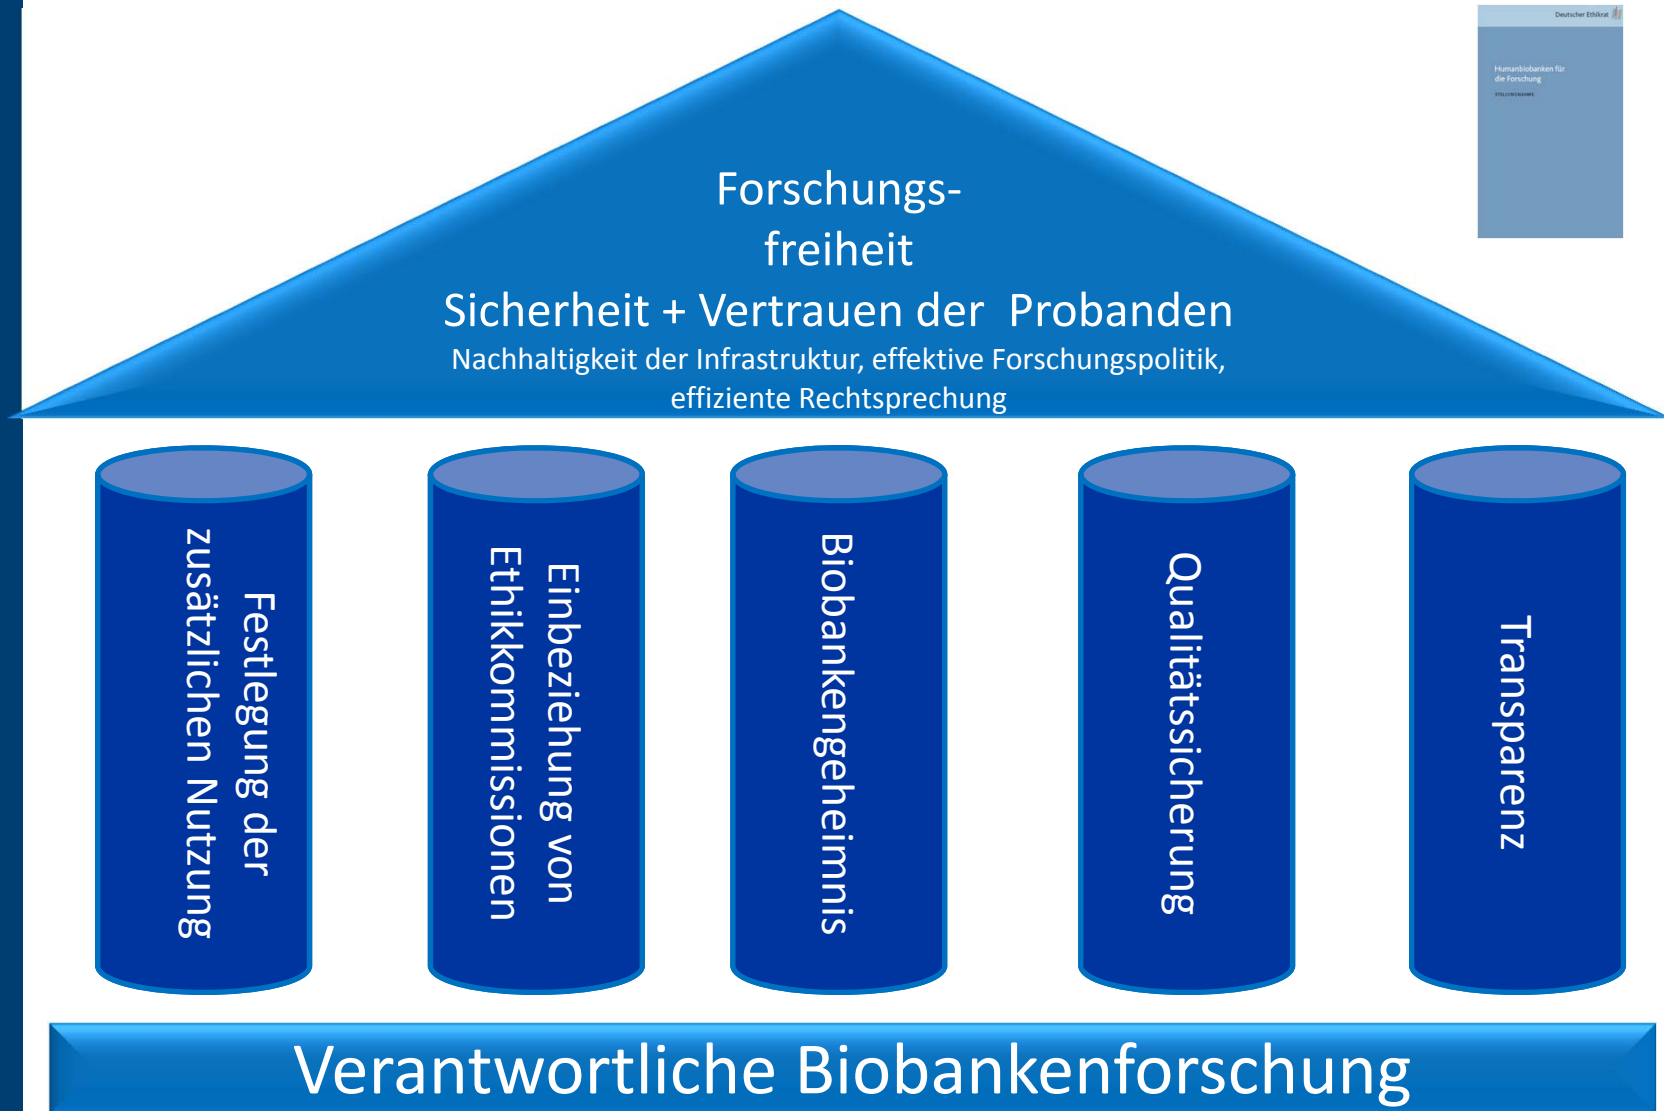 Deutscher Ethikrat
Humanbiobanken für
die Forschung
STELLUNGNAHME
Forschungs-
freiheit
Sicherheit + Vertrauen der Probanden
Nachhaltigkeit der Infrastruktur, effektive Forschungspolitik,
effiziente Rechtsprechung
Festlegung der
zusätzlichen Nutzung
Einbeziehung von
Ethikkommissionen
Biobankengeheimnis
Qualitätssicherung
Transparenz
Verantwortliche Biobankenforschung